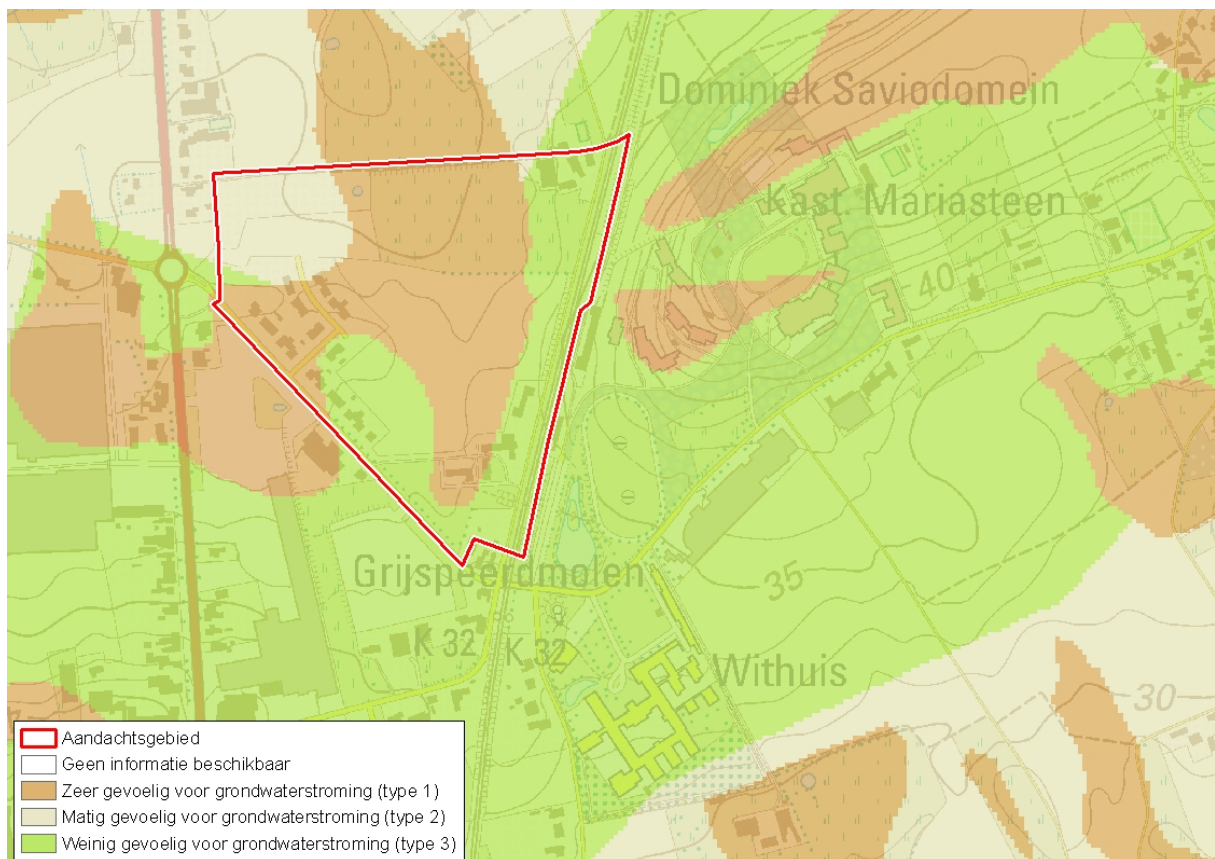 Dominiek Saviodomein
Kast. Mariasteen
40
Grijspeerdmolen
35
K 32
K 32
Withuis
30
Aandachtsgebied
Geen informatie beschikbaar
Zeer gevoelig voor grondwaterstroming (type 1)
Matig gevoelig voor grondwaterstroming (type 2)
Weinig gevoelig voor grondwaterstroming (type 3)